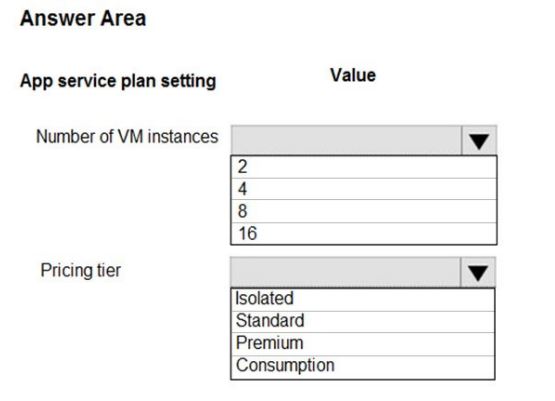 Answer Area
App service plan setting Value
Number of VM instances
2
4
8
16
Pricing tier
Isolated
Standard
Premium
Consumption